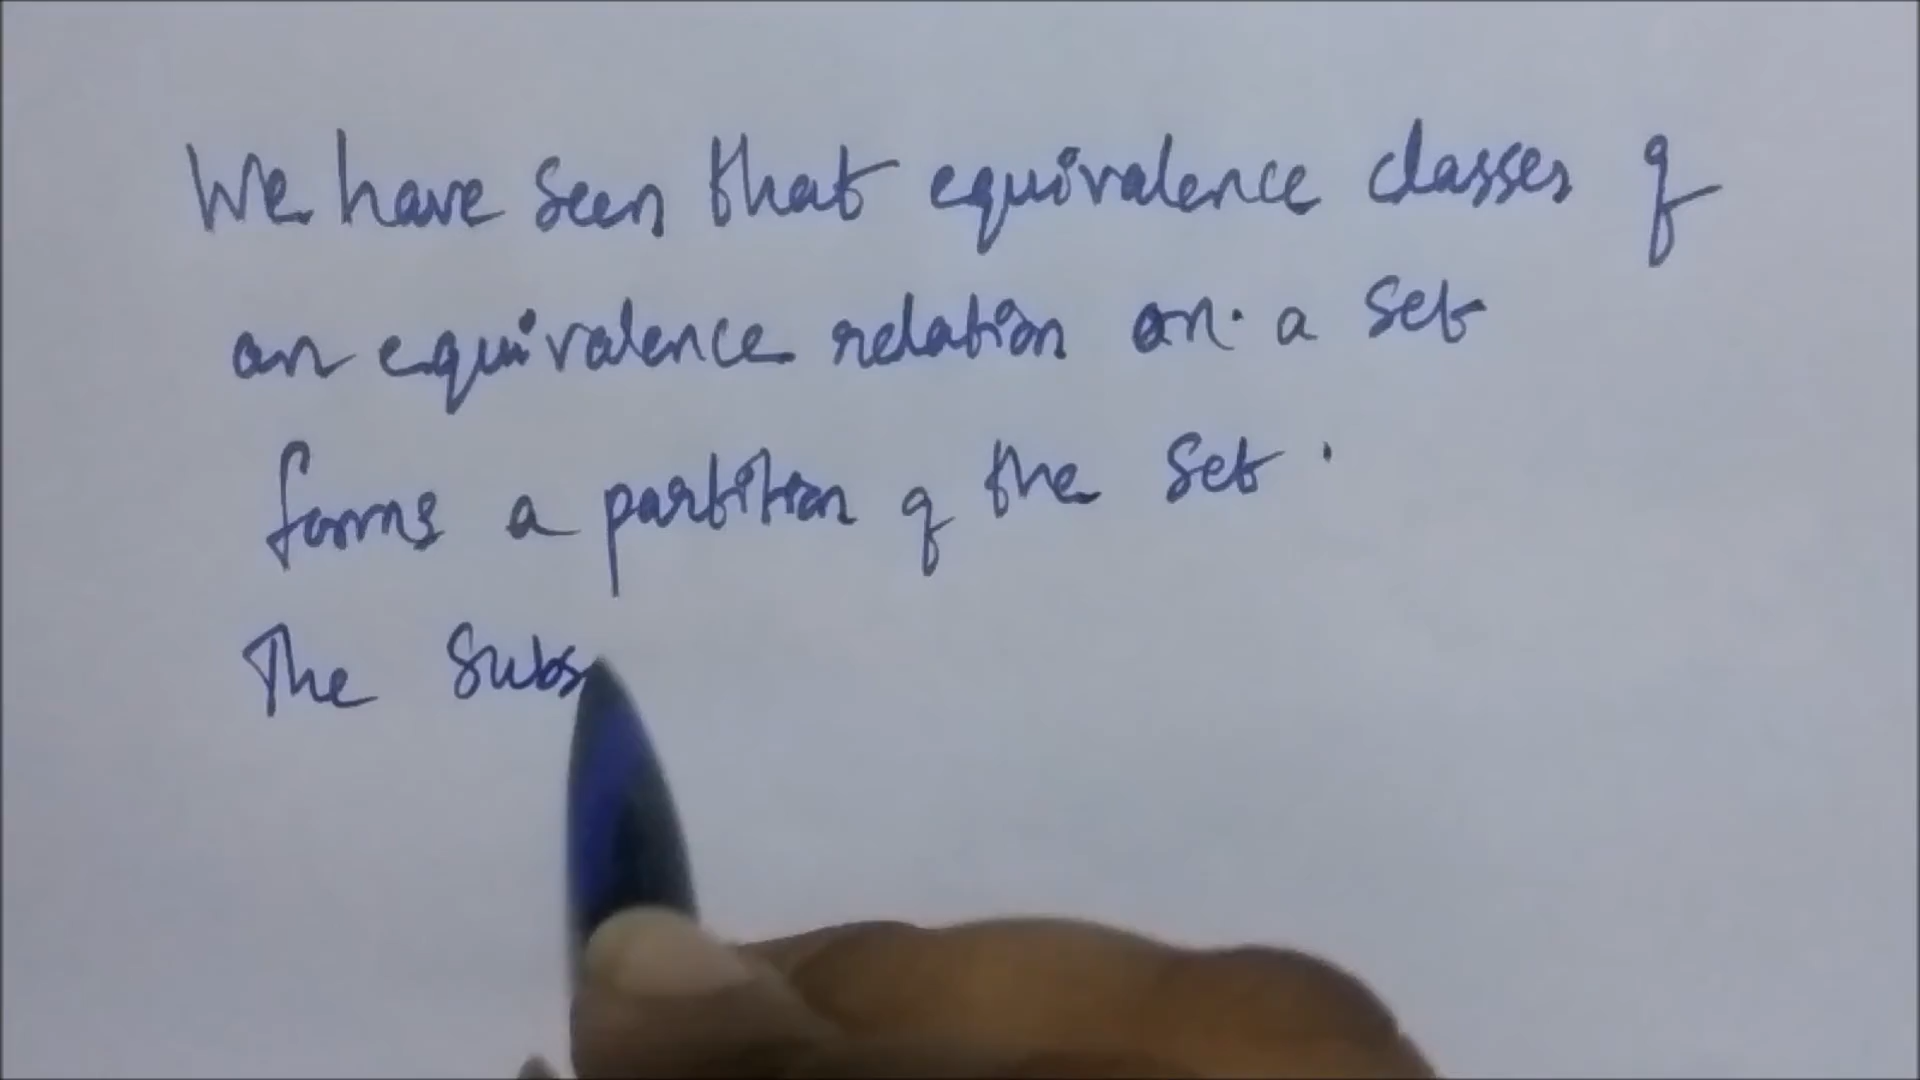 We have seen that equivalence classes of
an equivalence relation on a set
forms a partition of the set.
The Subs